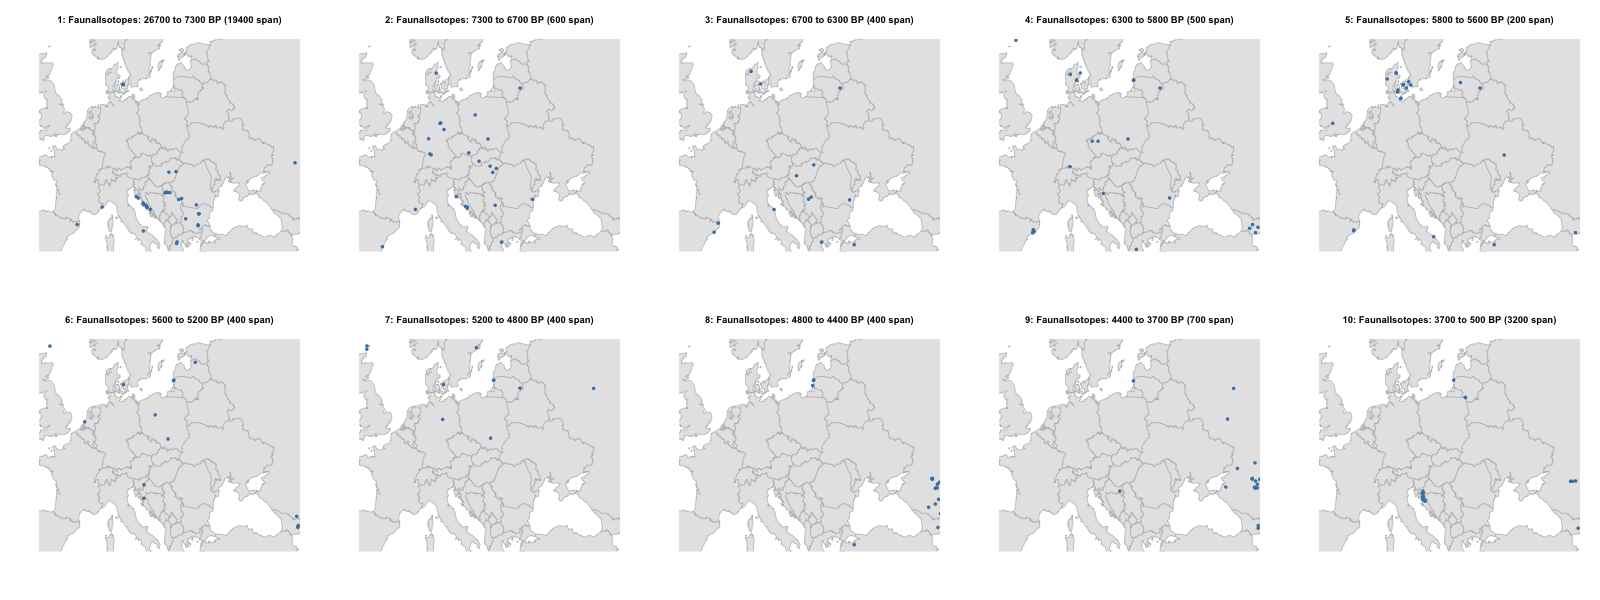 1: FaunalIsotopes: 26700 to 7300 BP (19400 span)
2: FaunalIsotopes: 7300 to 6700 BP (600 span)
3: FaunalIsotopes: 6700 to 6300 BP (400 span)
4: FaunalIsotopes: 6300 to 5800 BP (500 span)
5: FaunalIsotopes: 5800 to 5600 BP (200 span)
6: FaunalIsotopes: 5600 to 5200 BP (400 span)
7: FaunalIsotopes: 5200 to 4800 BP (400 span)
8: FaunalIsotopes: 4800 to 4400 BP (400 span)
9: FaunalIsotopes: 4400 to 3700 BP (700 span)
10: FaunalIsotopes: 3700 to 500 BP (3200 span)